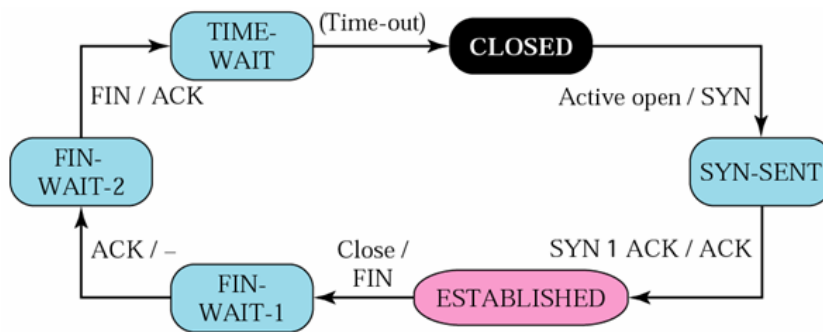 TIME-
WAIT
(Time-out)
CLOSED
FIN / ACK
Active open / SYN
FIN-
WAIT-2
SYN-SENT
ACK / –
Close /
FIN
SYN 1 ACK / ACK
FIN-
WAIT-1
ESTABLISHED